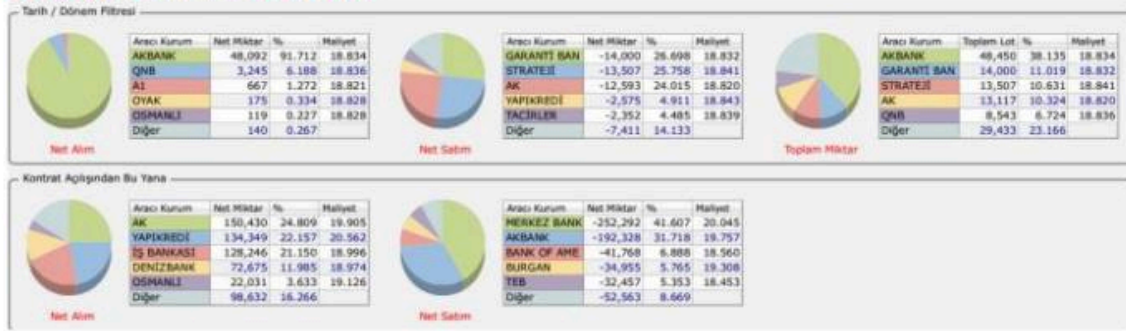 Tarih / Dönem Filtresi
Aracı Kurum Net Miktar % Maliyet
AKBANK 48,092 91.712 18.834
QNB 3,245 6.188 18.836
A1 667 1.272 18.821
OYAK 175 0.334 18.828
OSMANLI 119 0.227 18.828
Diğer 140 0.267
Net Alım
Aracı Kurum Net Miktar % Maliyet
GARANTİ BAN -14,000 26.698 18.832
STRATEJİ -13,507 25.758 18.841
AK -12,593 24.015 18.820
YAPIKREDİ -2,575 4.911 18.843
TACİRLER -2,352 4.485 18.839
Diğer -7,411 14.133
Net Satım
Aracı Kurum Toplam Lot % Maliyet
AKBANK 48,450 38.135 18.834
GARANTİ BAN 14,000 11.019 18.832
STRATEJİ 13,507 10.631 18.841
AK 13,117 10.324 18.820
QNB 8,543 6.724 18.836
Diğer 29,433 23.166
Toplam Miktar
Kontrat Açılışından Bu Yana
Aracı Kurum Net Miktar % Maliyet
AK 150,430 24.809 19.905
YAPIKREDİ 134,349 22.157 20.562
İŞ BANKASI 128,246 21.150 18.996
DENİZBANK 72,675 11.985 18.974
OSMANLI 22,031 3.633 19.126
Diğer 98,632 16.266
Net Alım
Aracı Kurum Net Miktar % Maliyet
MERKEZ BANK -252,292 41.607 20.045
AKBANK -192,328 31.718 19.757
BANK OF AME -41,768 6.888 18.560
BURGAN -34,955 5.765 19.308
TEB -32,457 5.353 18.453
Diğer -52,563 8.669
Net Satım